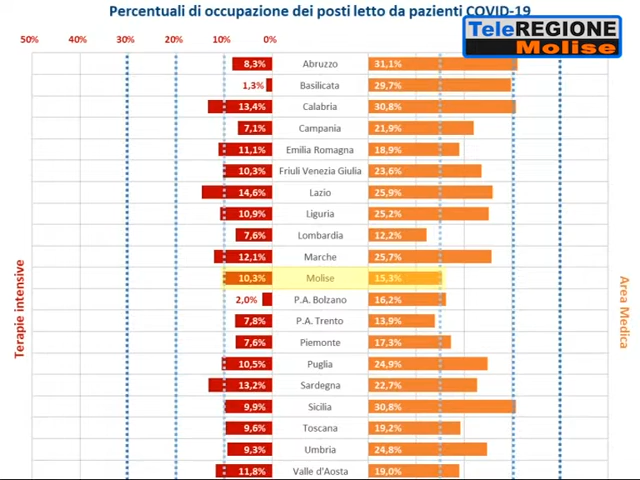 Percentuali di occupazione dei posti letto da pazienti COVID-19
TeleREGIONE
Molise
50% 40% 30% 20% 10% 0% 0%
8,3% Abruzzo 31,1%
1,3% Basilicata 29,7%
13,4% Calabria 30,8%
7,1% Campania 21,9%
11,1% Emilia Romagna 18,9%
10,3% Friuli Venezia Giulia 23,6%
14,6% Lazio 25,9%
10,9% Liguria 25,2%
7,6% Lombardia 12,2%
12,1% Marche 25,7%
10,3% Molise 15,3%
2,0% P.A. Bolzano 16,2%
7,8% P.A. Trento 13,9%
7,6% Piemonte 17,3%
10,5% Puglia 24,9%
13,2% Sardegna 22,7%
9,9% Sicilia 30,8%
9,6% Toscana 19,2%
9,3% Umbria 24,8%
11,8% Valle d'Aosta 19,0%
Terapie intensive
Area Medica